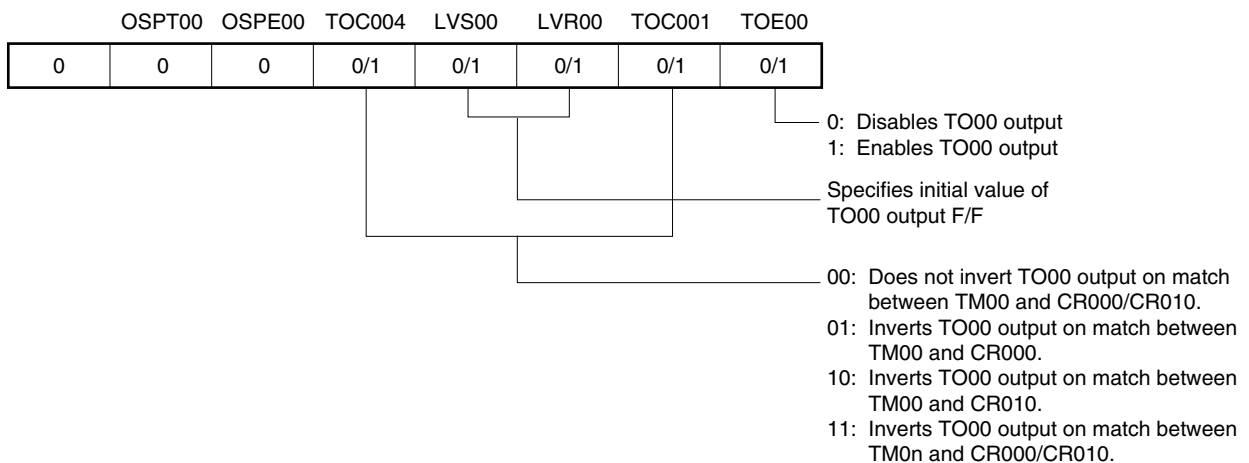 OSPT00 OSPE00 TOC004 LVS00 LVR00 TOC001 TOE00
0 0 0 0/1 0/1 0/1 0/1 0/1
0: Disables TO00 output
1: Enables TO00 output
Specifies initial value of
TO00 output F/F
00: Does not invert TO00 output on match
between TM00 and CR000/CR010.
01: Inverts TO00 output on match between
TM00 and CR000.
10: Inverts TO00 output on match between
TM00 and CR010.
11: Inverts TO00 output on match between
TM0n and CR000/CR010.